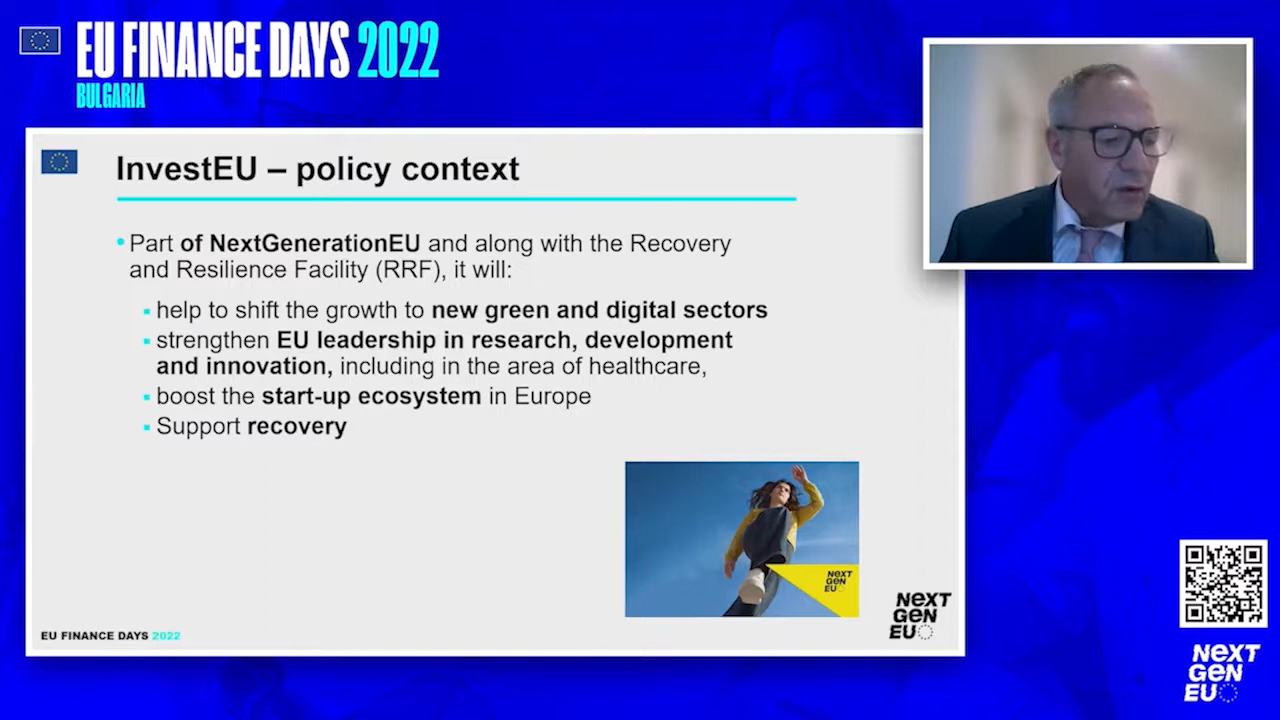 EU FINANCE DAYS 2022
BULGARIA
InvestEU – policy context
• Part of NextGenerationEU and along with the Recovery
and Resilience Facility (RRF), it will:
▪ help to shift the growth to new green and digital sectors
▪ strengthen EU leadership in research, development
and innovation, including in the area of healthcare,
▪ boost the start-up ecosystem in Europe
▪ Support recovery
NEXT
GEN
EU
NEXT
GEN
EU
EU FINANCE DAYS 2022
NEXT
GEN
EU